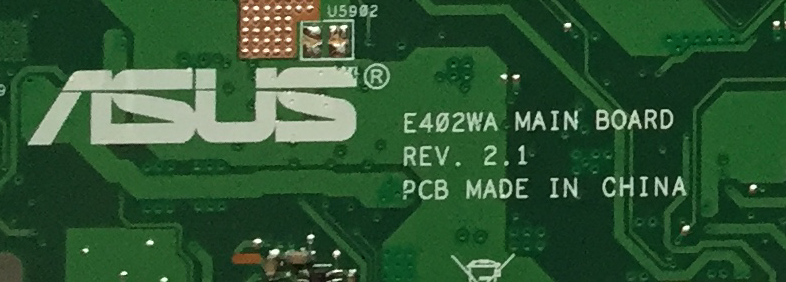 U5902
ASUS®
E402WA MAIN BOARD
REV. 2.1
PCB MADE IN CHINA